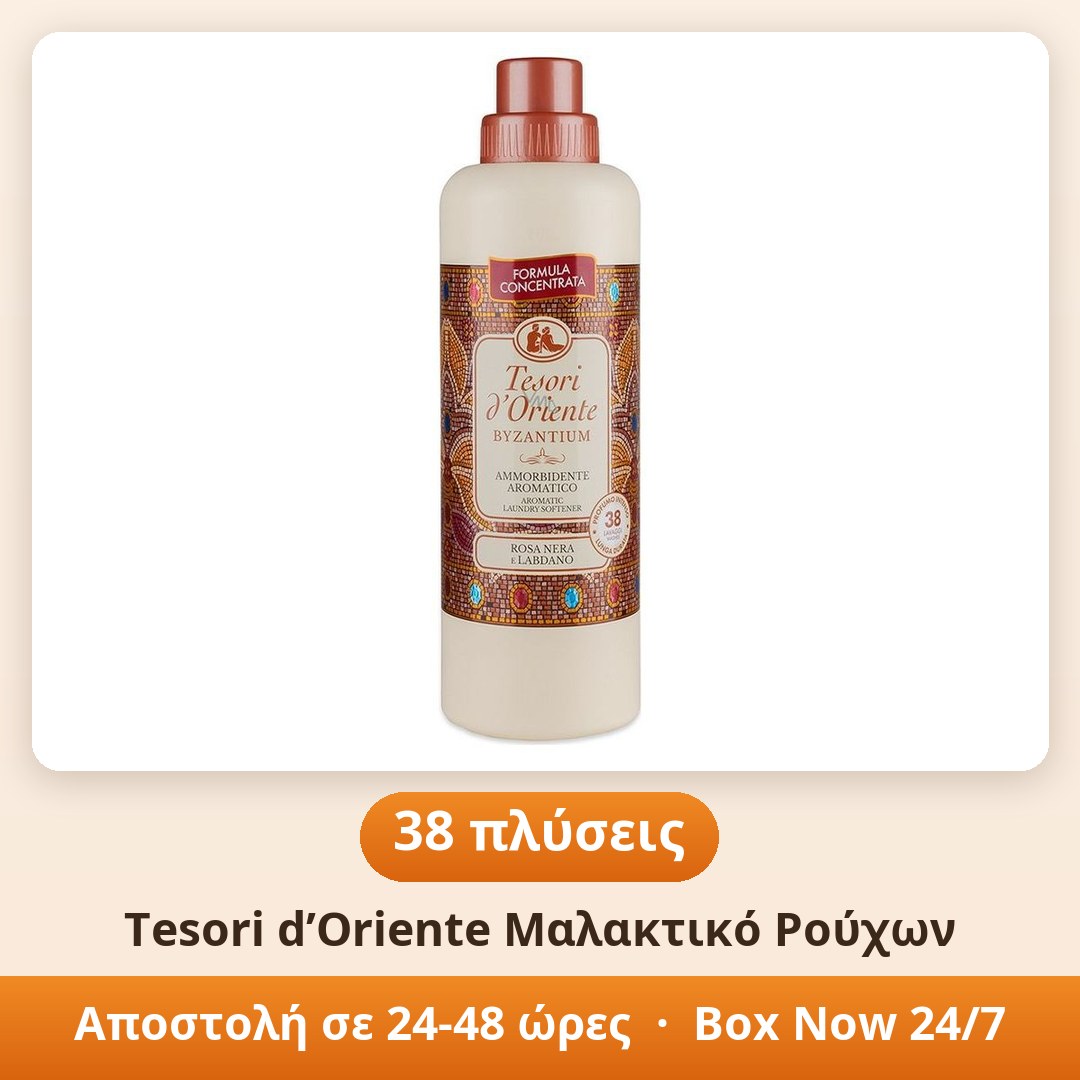 FORMULA
CONCENTRATA
Tesori
d'Oriente
BYZANTIUM
AMMORBIDENTE
AROMATICO
AROMATIC
LAUNDRY SOFTENER
38
LAVAGGI
ROSA NERA
E LABDANO
38 πλύσεις
Tesori d’Oriente Μαλακτικό Ρούχων
Αποστολή σε 24-48 ώρες · Box Now 24/7